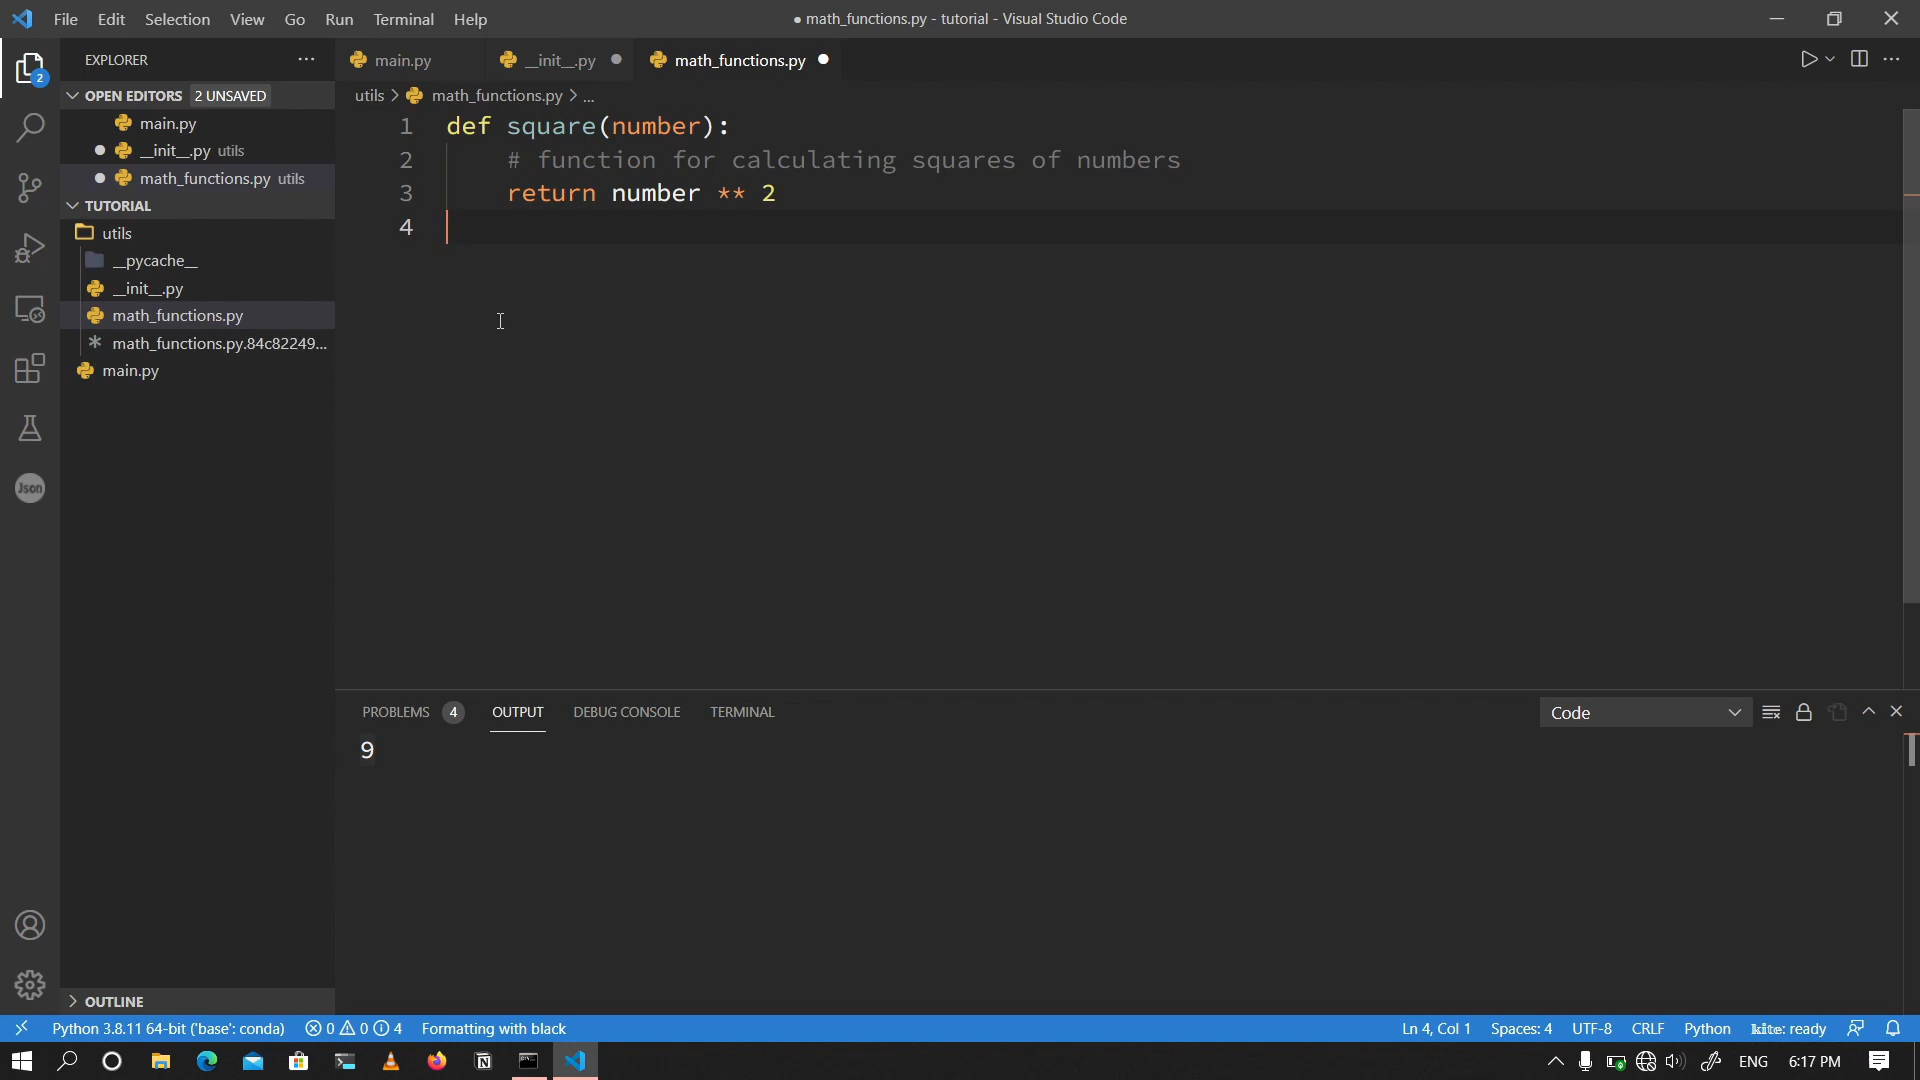 File Edit Selection View Go Run Terminal Help
● math_functions.py - tutorial - Visual Studio Code
EXPLORER ···
main.py
__init__.py ●
math_functions.py ●
2
OPEN EDITORS 2 UNSAVED
main.py
● __init__.py utils
● math_functions.py utils
TUTORIAL
utils
__pycache__
__init__.py
math_functions.py
* math_functions.py.84c82249...
main.py
Json
OUTLINE
utils > math_functions.py > ...
1 def square(number):
2 # function for calculating squares of numbers
3 return number ** 2
4
PROBLEMS 4 OUTPUT DEBUG CONSOLE TERMINAL
Code
9
Python 3.8.11 64-bit ('base': conda) 0 0 4 Formatting with black
Ln 4, Col 1 Spaces: 4 UTF-8 CRLF Python kite: ready
ENG 6:17 PM